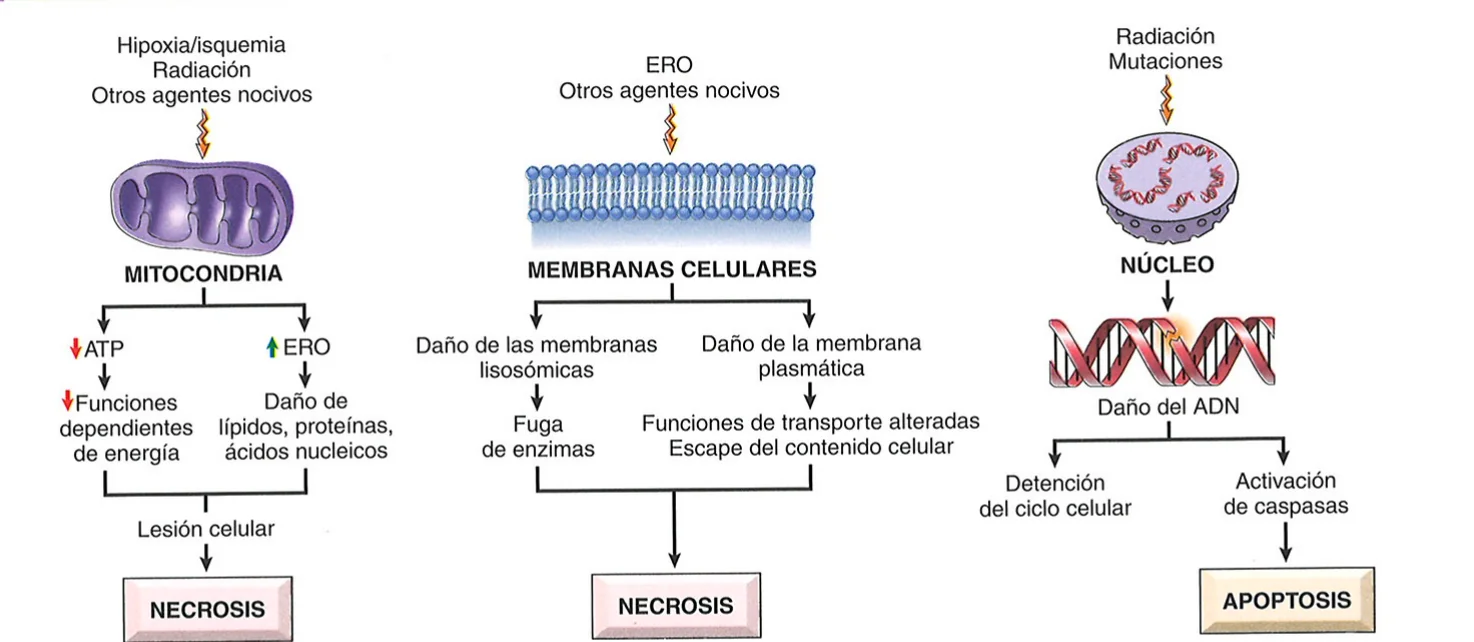 Hipoxia/isquemia
Radiación
Otros agentes nocivos
MITOCONDRIA
ATP
ERO
Funciones
dependientes
de energía
Daño de
lípidos, proteínas,
ácidos nucleicos
Lesión celular
NECROSIS
ERO
Otros agentes nocivos
MEMBRANAS CELULARES
Daño de las membranas
lisosómicas
Daño de la membrana
plasmática
Fuga
de enzimas
Funciones de transporte alteradas
Escape del contenido celular
NECROSIS
Radiación
Mutaciones
NÚCLEO
Daño del ADN
Detención
del ciclo celular
Activación
de caspasas
APOPTOSIS